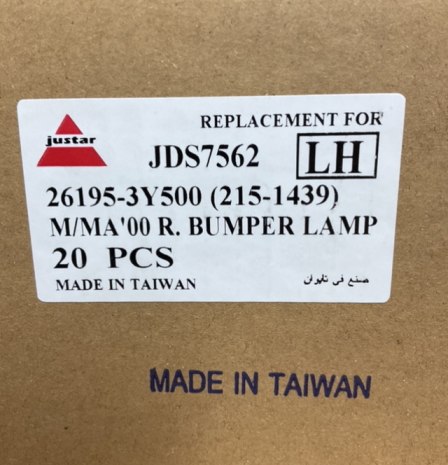 REPLACEMENT FOR
justar
JDS7562 LH
26195-3Y500 (215-1439)
M/MA'00 R. BUMPER LAMP
20 PCS
MADE IN TAIWAN صنع في تايوان
MADE IN TAIWAN